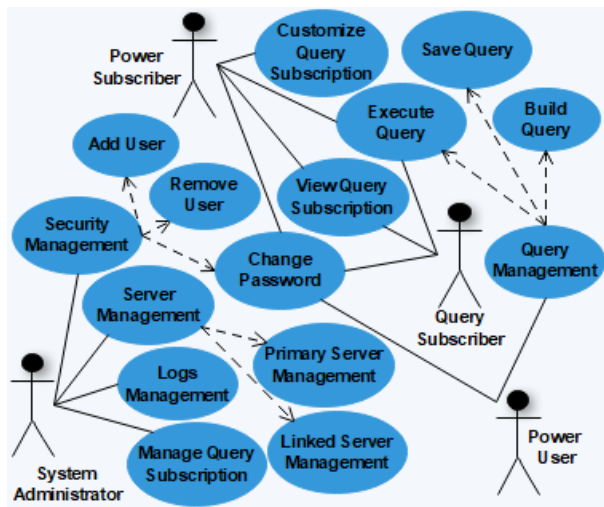 Power
Subscriber
Customize
Query
Subscription
Save Query
Execute
Query
Build
Query
Add User
Remove
User
View Query
Subscription
Security
Management
Change
Password
Query
Management
Query
Subscriber
Server
Management
Primary Server
Management
Logs
Management
Linked Server
Management
Manage Query
Subscription
System
Administrator
Power
User